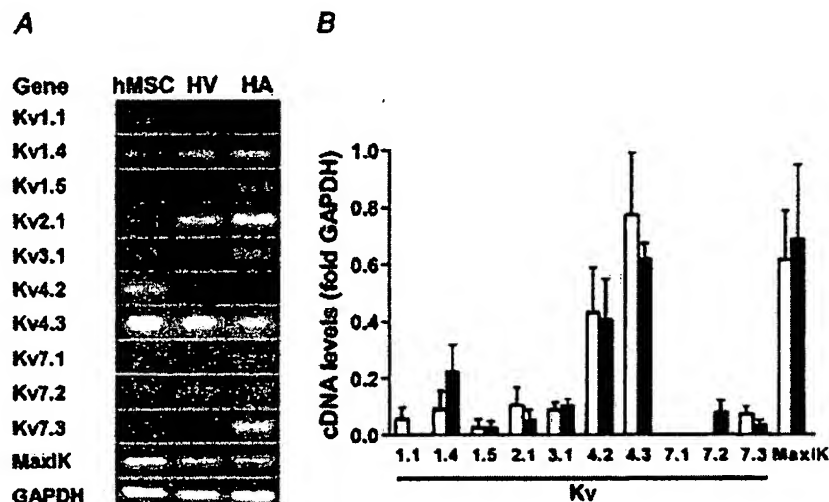 A
B
Gene hMSC HV HA
Kv1.1
Kv1.4
Kv1.5
Kv2.1
Kv3.1
Kv4.2
Kv4.3
Kv7.1
Kv7.2
Kv7.3
MaxiK
GAPDH
cDNA levels (fold GAPDH)
1.0
0.8
0.6
0.4
0.2
0.0
1.1 1.4 1.5 2.1 3.1 4.2 4.3 7.1 7.2 7.3 MaxiK
Kv